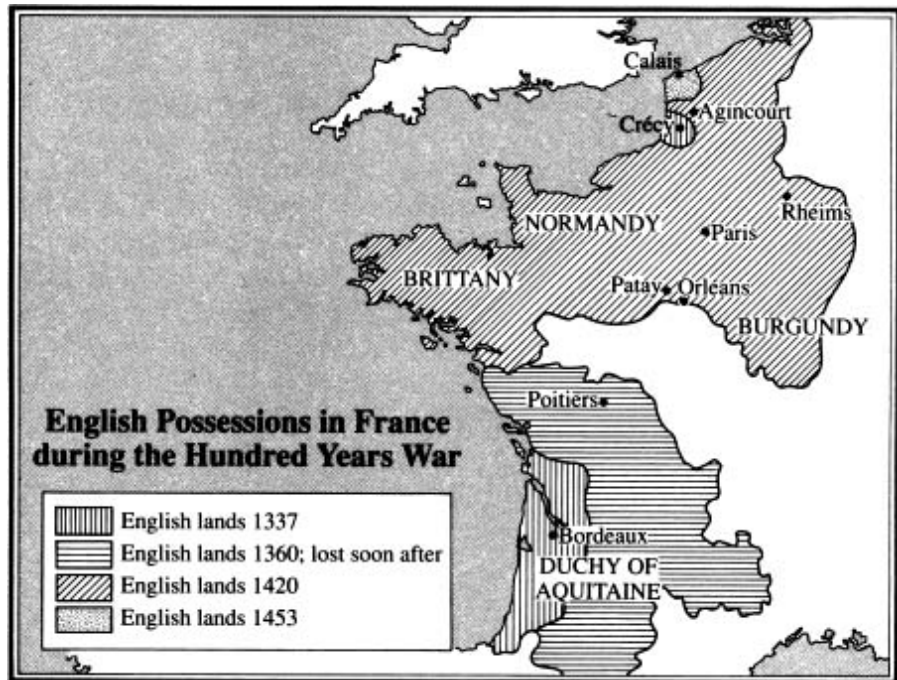 Calais
Agincourt
Crécy
Rheims
NORMANDY
Paris
BRITTANY
Patay
Orléans
BURGUNDY
Poitiers
English Possessions in France
during the Hundred Years War
English lands 1337
English lands 1360; lost soon after
English lands 1420
English lands 1453
Bordeaux
DUCHY OF
AQUITAINE